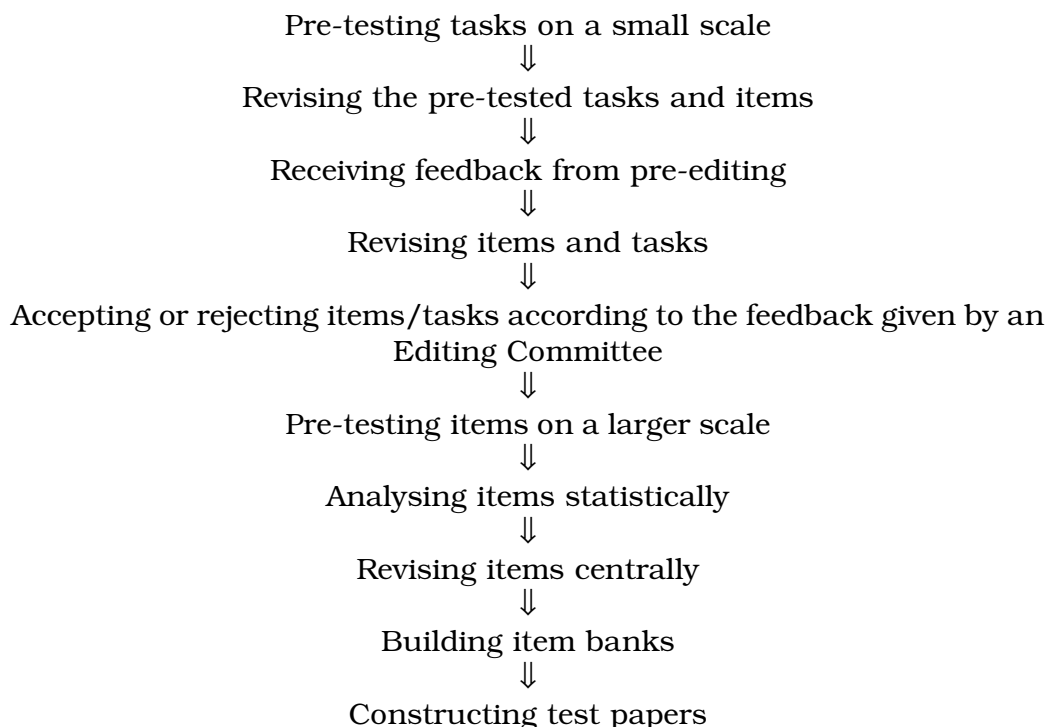 Pre-testing tasks on a small scale
⇓
Revising the pre-tested tasks and items
⇓
Receiving feedback from pre-editing
⇓
Revising items and tasks
⇓
Accepting or rejecting items/tasks according to the feedback given by an
Editing Committee
⇓
Pre-testing items on a larger scale
⇓
Analysing items statistically
⇓
Revising items centrally
⇓
Building item banks
⇓
Constructing test papers